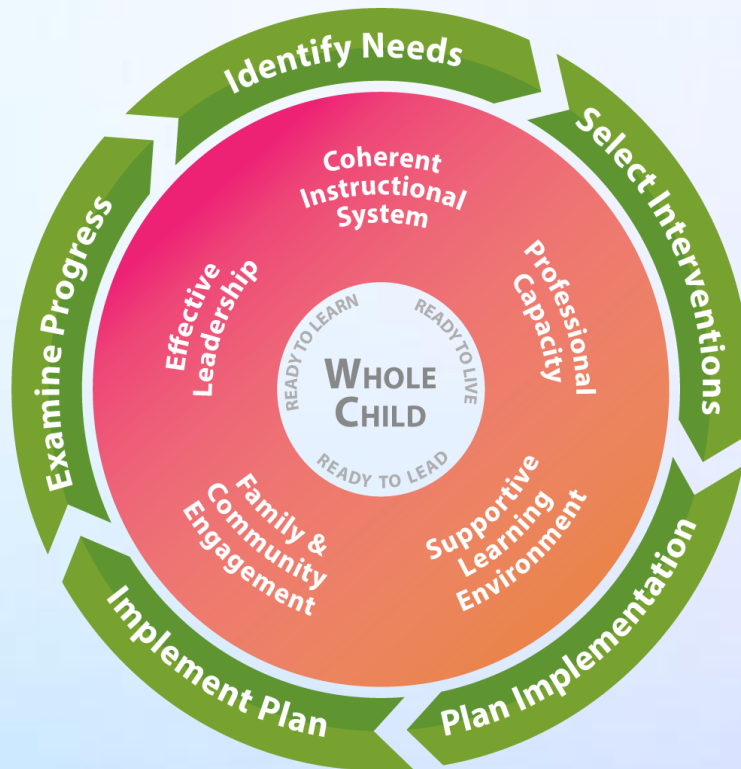 Identify Needs
Select Interventions
Plan Implementation
Implement Plan
Examine Progress
Coherent
Instructional
System
Professional
Capacity
Supportive
Learning
Environment
Family &
Community
Engagement
Effective
Leadership
READY TO LEARN
READY TO LIVE
READY TO LEAD
WHOLE
CHILD